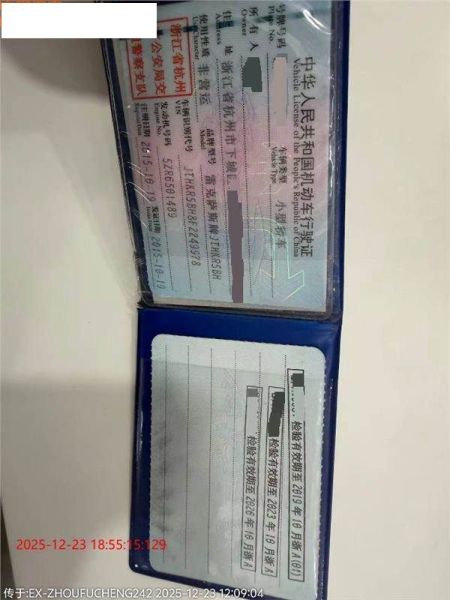 中华人民共和国机动车行驶证
Vehicle License of the People's Republic of China
号牌号码
Plate No.
车辆类型
Vehicle Type
小型轿车
所有人
Owner
住址
Address
浙江省杭州市下城区
使用性质
Use Character
非营运
品牌型号
Model
雷克萨斯牌JTHKR5BH
浙江省杭州
公安局交
警察支队
车辆识别代号
VIN
JTHKR5BH3F2249978
发动机号码
Engine No.
5ZR6501489
注册日期
Register Date
2015-10-19
发证日期
Issue Date
2015-10-19
检验有效期至2019年10月浙A(01)
检验有效期至2023年10月浙A
检验有效期至2026年10月浙A
2025-12-23 18:55:15:129
传于:EX-ZHOUFUCHENG242 2025-12-23 12:09:04